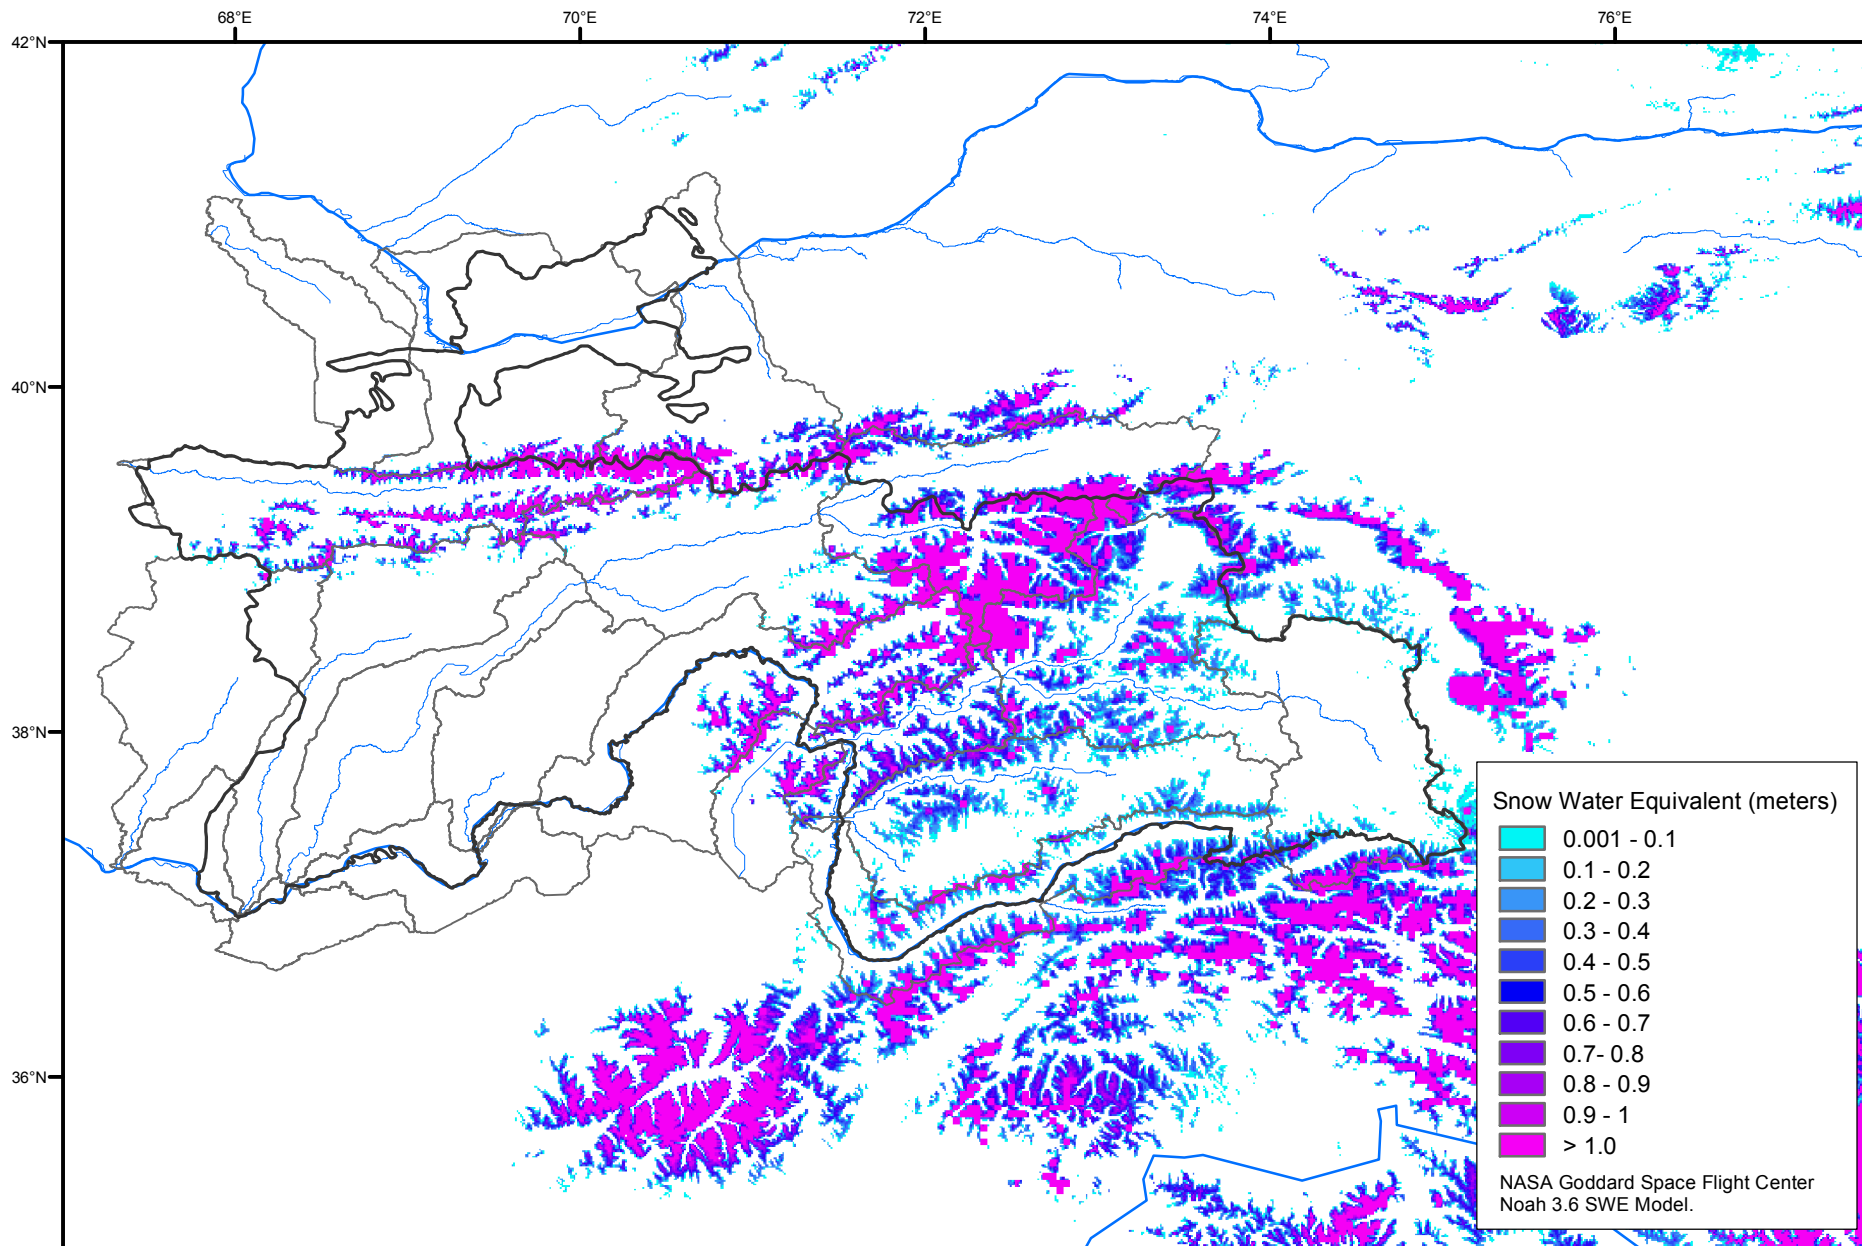 68°E
70°E
72°E
74°E
76°E
42°N
40°N
38°N
36°N
Snow Water Equivalent (meters)
0.001 - 0.1
0.1 - 0.2
0.2 - 0.3
0.3 - 0.4
0.4 - 0.5
0.5 - 0.6
0.6 - 0.7
0.7- 0.8
0.8 - 0.9
0.9 - 1
> 1.0
NASA Goddard Space Flight Center
Noah 3.6 SWE Model.